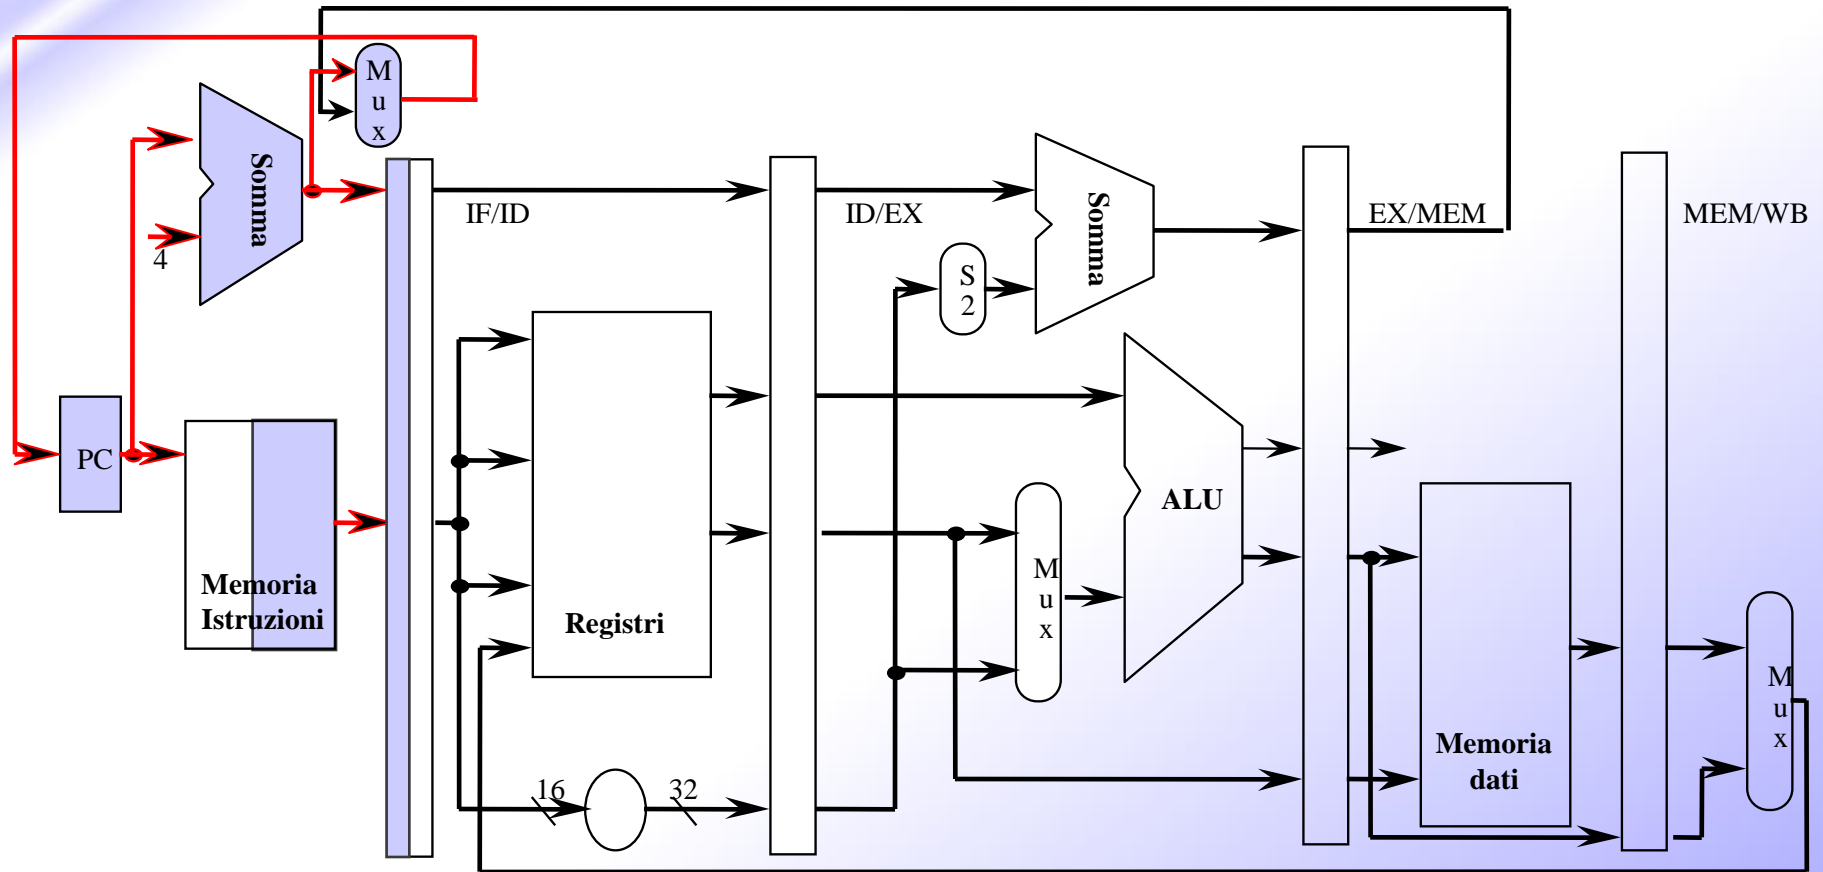 M
u
x
Somma
4
IF/ID
ID/EX
Somma
EX/MEM
MEM/WB
S
2
PC
ALU
Memoria
Istruzioni
Registri
M
u
x
Memoria
dati
M
u
x
16
32